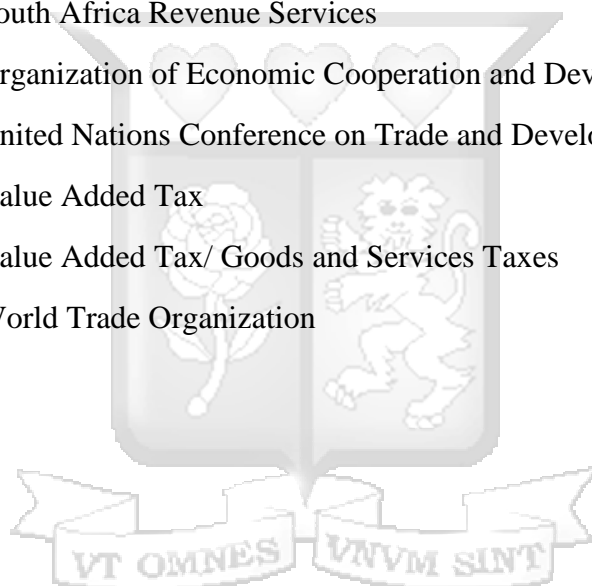 outh Africa Revenue Services
rganization of Economic Cooperation and Dev
nited Nations Conference on Trade and Develo
alue Added Tax
alue Added Tax/ Goods and Services Taxes
World Trade Organization
VT OMNES VNVM SINT